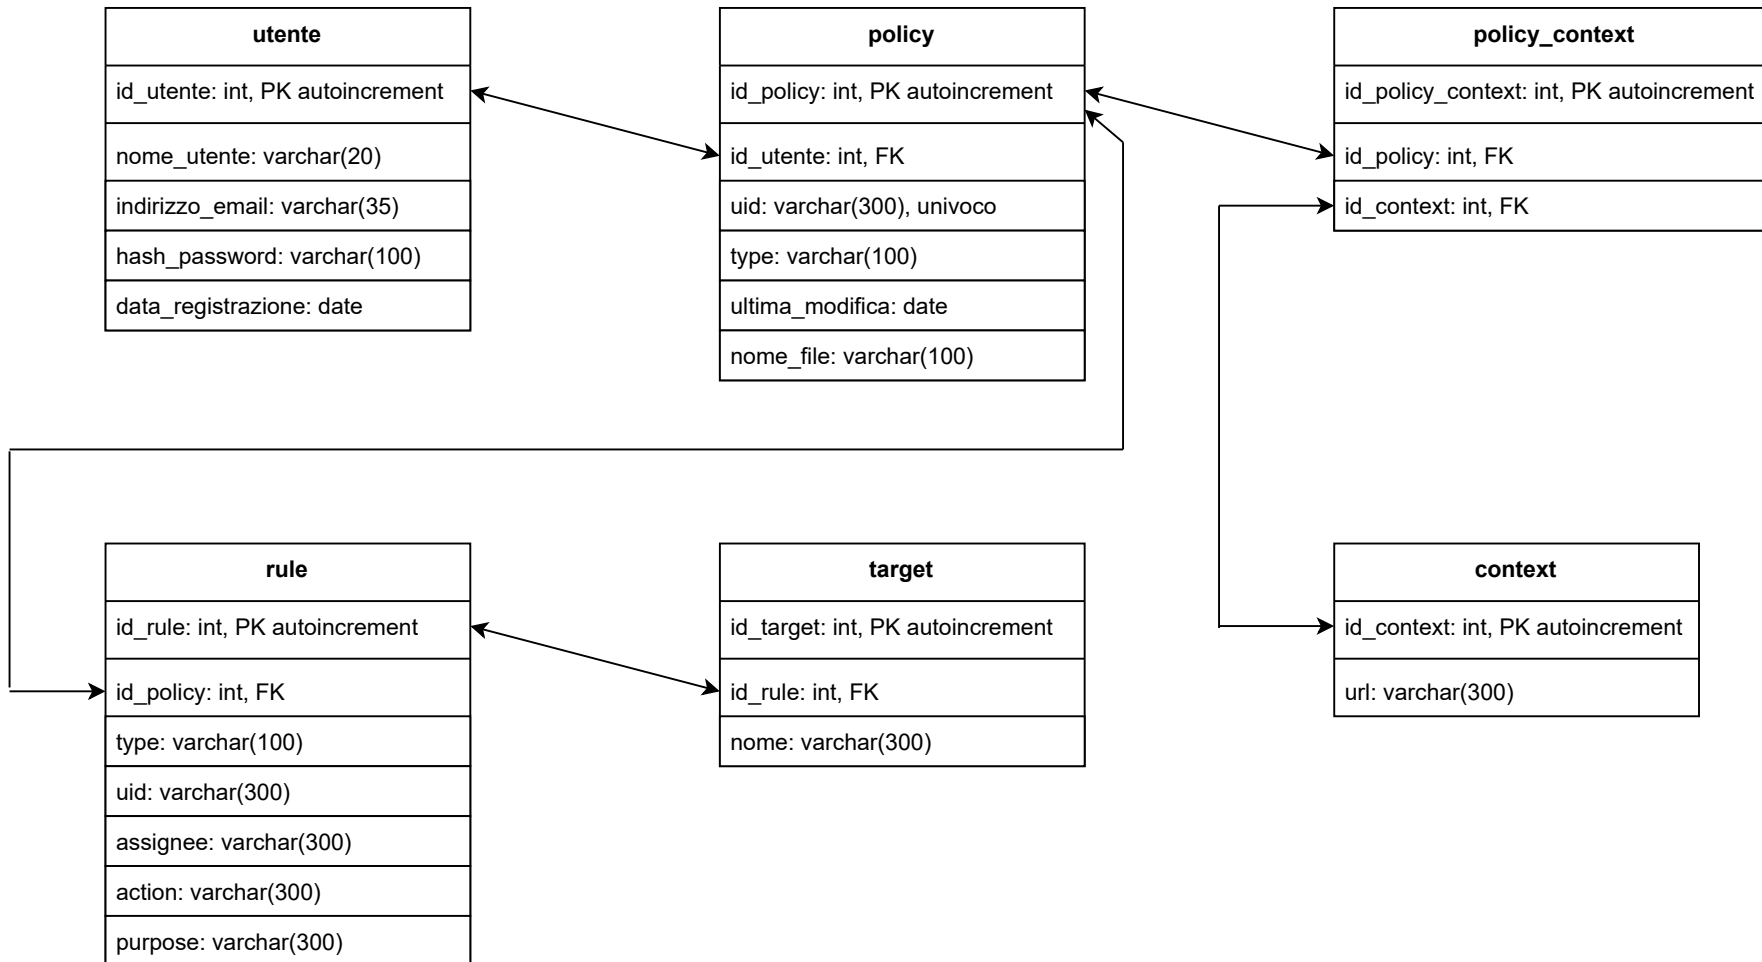 utente
id_utente: int, PK autoincrement
nome_utente: varchar(20)
indirizzo_email: varchar(35)
hash_password: varchar(100)
data_registrazione: date
policy
id_policy: int, PK autoincrement
id_utente: int, FK
uid: varchar(300), univoco
type: varchar(100)
ultima_modifica: date
nome_file: varchar(100)
policy_context
id_policy_context: int, PK autoincrement
id_policy: int, FK
id_context: int, FK
rule
id_rule: int, PK autoincrement
id_policy: int, FK
type: varchar(100)
uid: varchar(300)
assignee: varchar(300)
action: varchar(300)
purpose: varchar(300)
target
id_target: int, PK autoincrement
id_rule: int, FK
nome: varchar(300)
context
id_context: int, PK autoincrement
url: varchar(300)